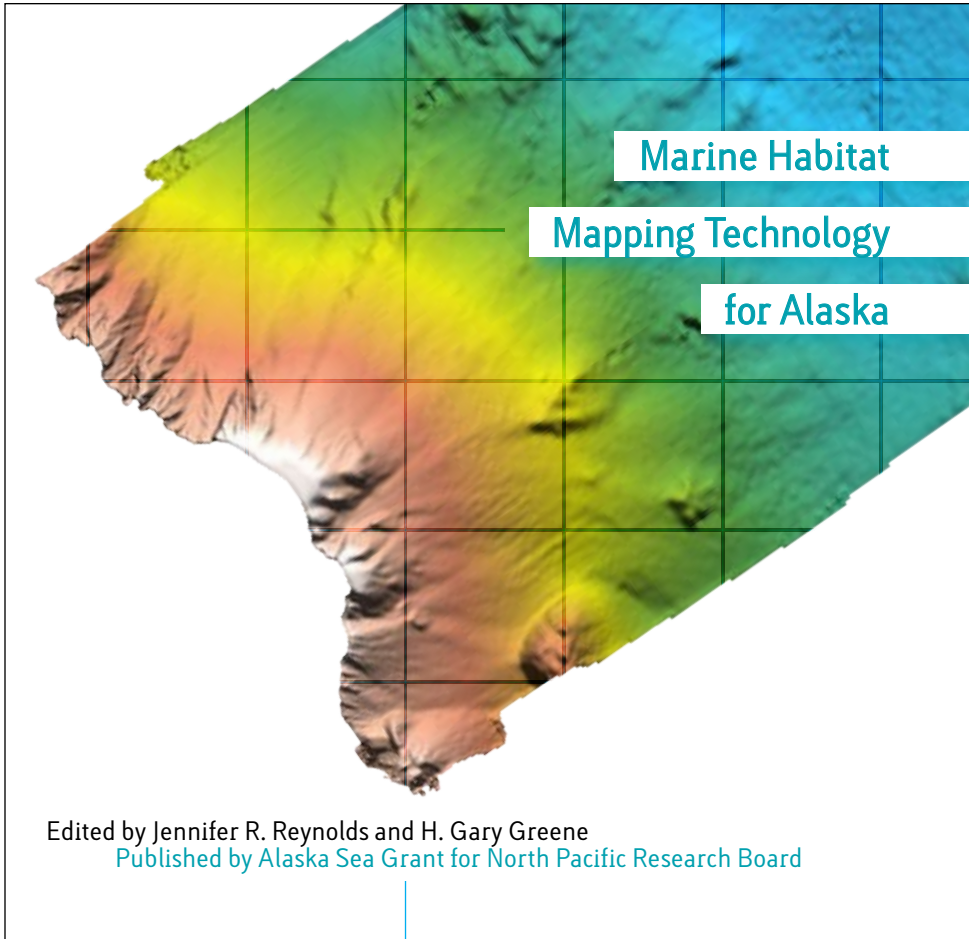 Marine Habitat
Mapping Technology
for Alaska
Edited by Jennifer R. Reynolds and H. Gary Greene
Published by Alaska Sea Grant for North Pacific Research Board